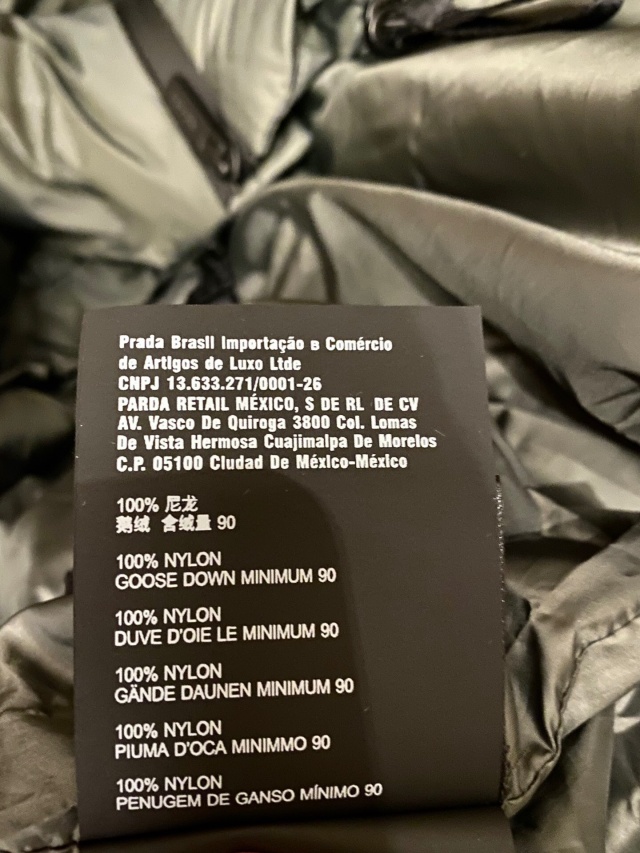 Prada Brasil Importação e Comércio
de Artigos de Luxo Ltde
CNPJ 13.633.271/0001-26
PARDA RETAIL MÉXICO, S DE RL DE CV
AV. Vasco De Quiroga 3800 Col. Lomas
De Vista Hermosa Cuajimalpa De Morelos
C.P. 05100 Ciudad De México-México
100% 尼龙
鹅绒 含绒量 90
100% NYLON
GOOSE DOWN MINIMUM 90
100% NYLON
DUVE D'OIE LE MINIMUM 90
100% NYLON
GÄNDE DAUNEN MINIMUM 90
100% NYLON
PIUMA D'OCA MINIMMO 90
100% NYLON
PENUGEM DE GANSO MÍNIMO 90